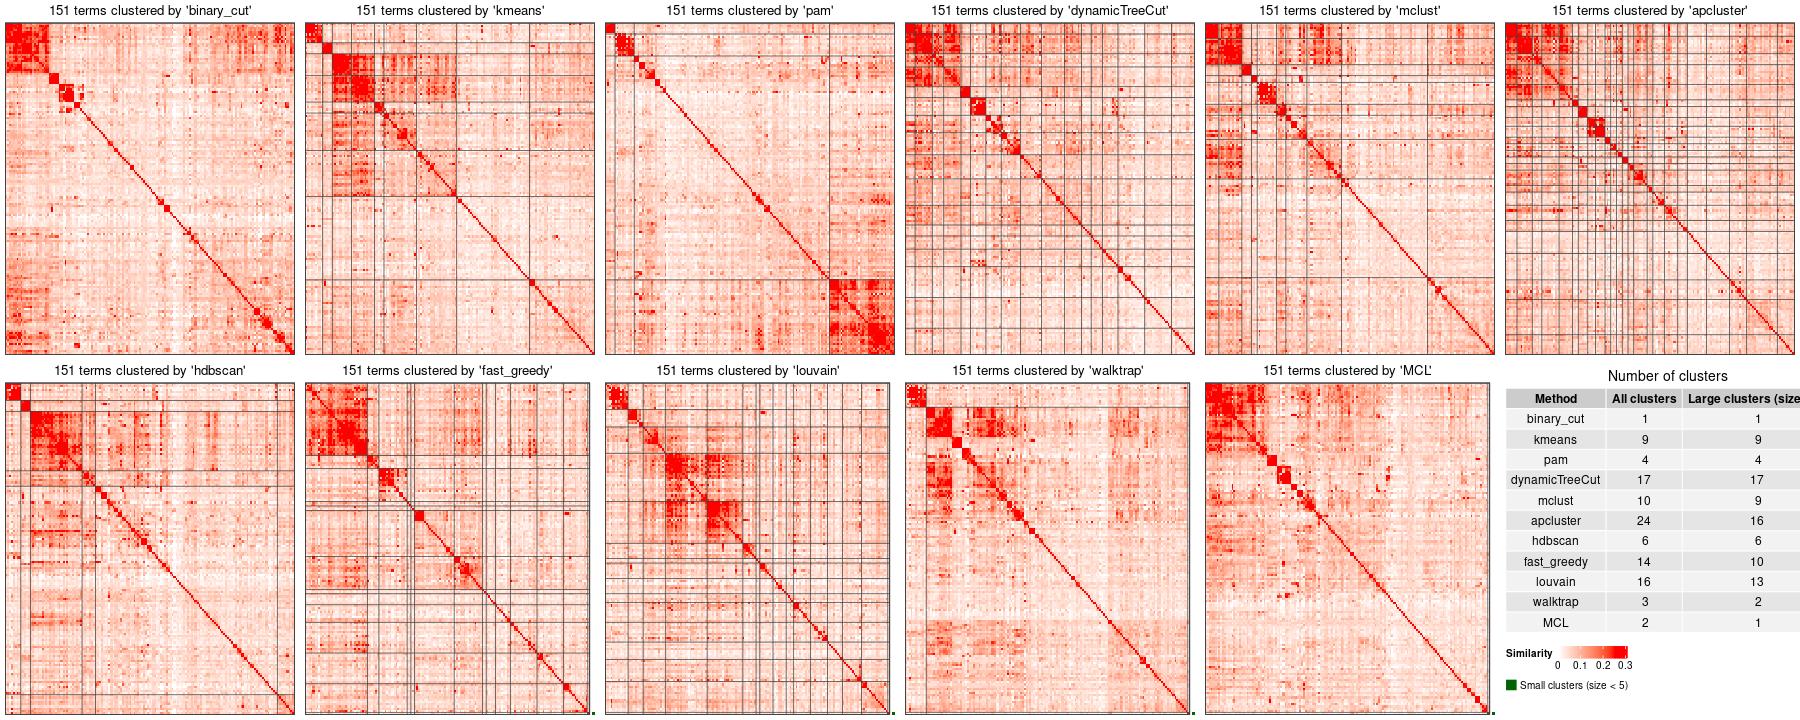 151 terms clustered by 'binary_cut'
151 terms clustered by 'kmeans'
151 terms clustered by 'pam'
151 terms clustered by 'dynamicTreeCut'
151 terms clustered by 'mclust'
151 terms clustered by 'apcluster'
151 terms clustered by 'hdbscan'
151 terms clustered by 'fast_greedy'
151 terms clustered by 'louvain'
151 terms clustered by 'walktrap'
151 terms clustered by 'MCL'
Number of clusters
Method All clusters Large clusters (size
binary_cut 1 1
kmeans 9 9
pam 4 4
dynamicTreeCut 17 17
mclust 10 9
apcluster 24 16
hdbscan 6 6
fast_greedy 14 10
louvain 16 13
walktrap 3 2
MCL 2 1
Similarity
0 0.1 0.2 0.3
Small clusters (size < 5)